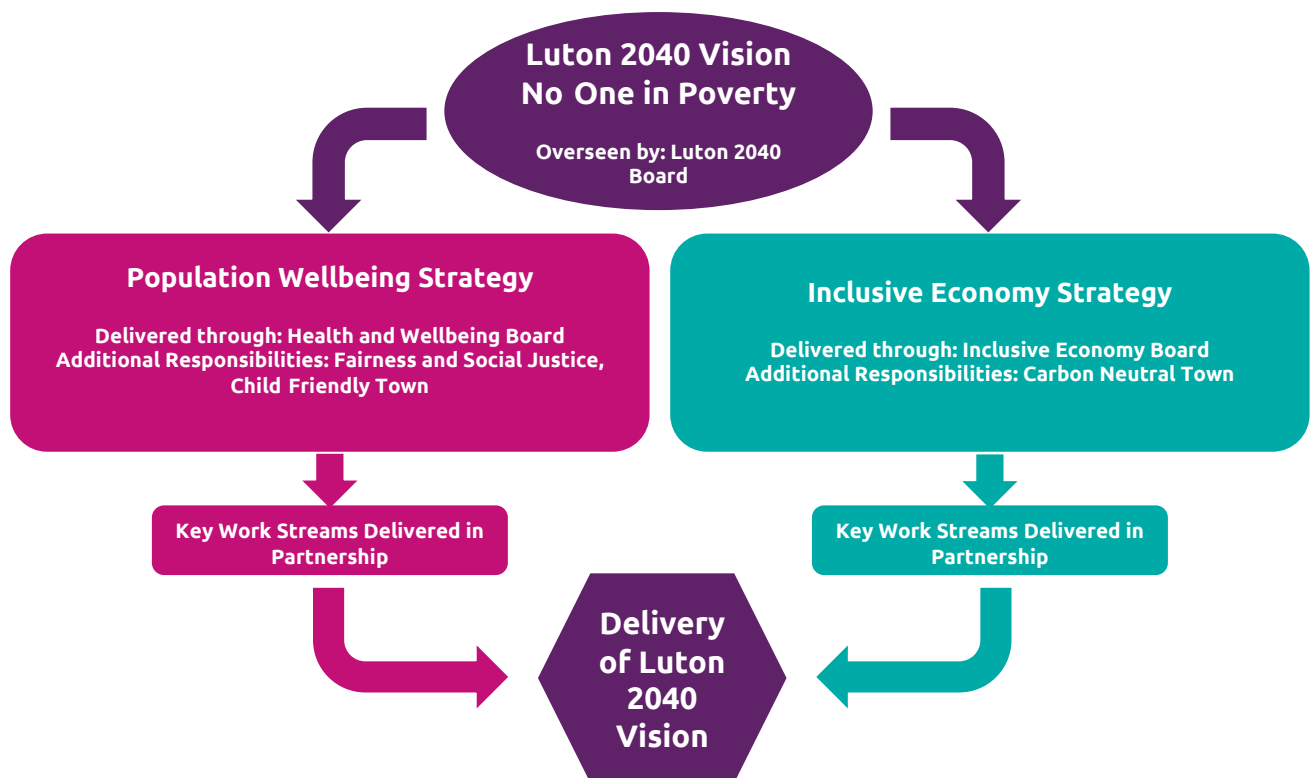 Luton 2040 Vision
No One in Poverty
Overseen by: Luton 2040
Board
Population Wellbeing Strategy
Delivered through: Health and Wellbeing Board
Additional Responsibilities: Fairness and Social Justice,
Child Friendly Town
Inclusive Economy Strategy
Delivered through: Inclusive Economy Board
Additional Responsibilities: Carbon Neutral Town
Key Work Streams Delivered in
Partnership
Key Work Streams Delivered in
Partnership
Delivery
of Luton
2040
Vision